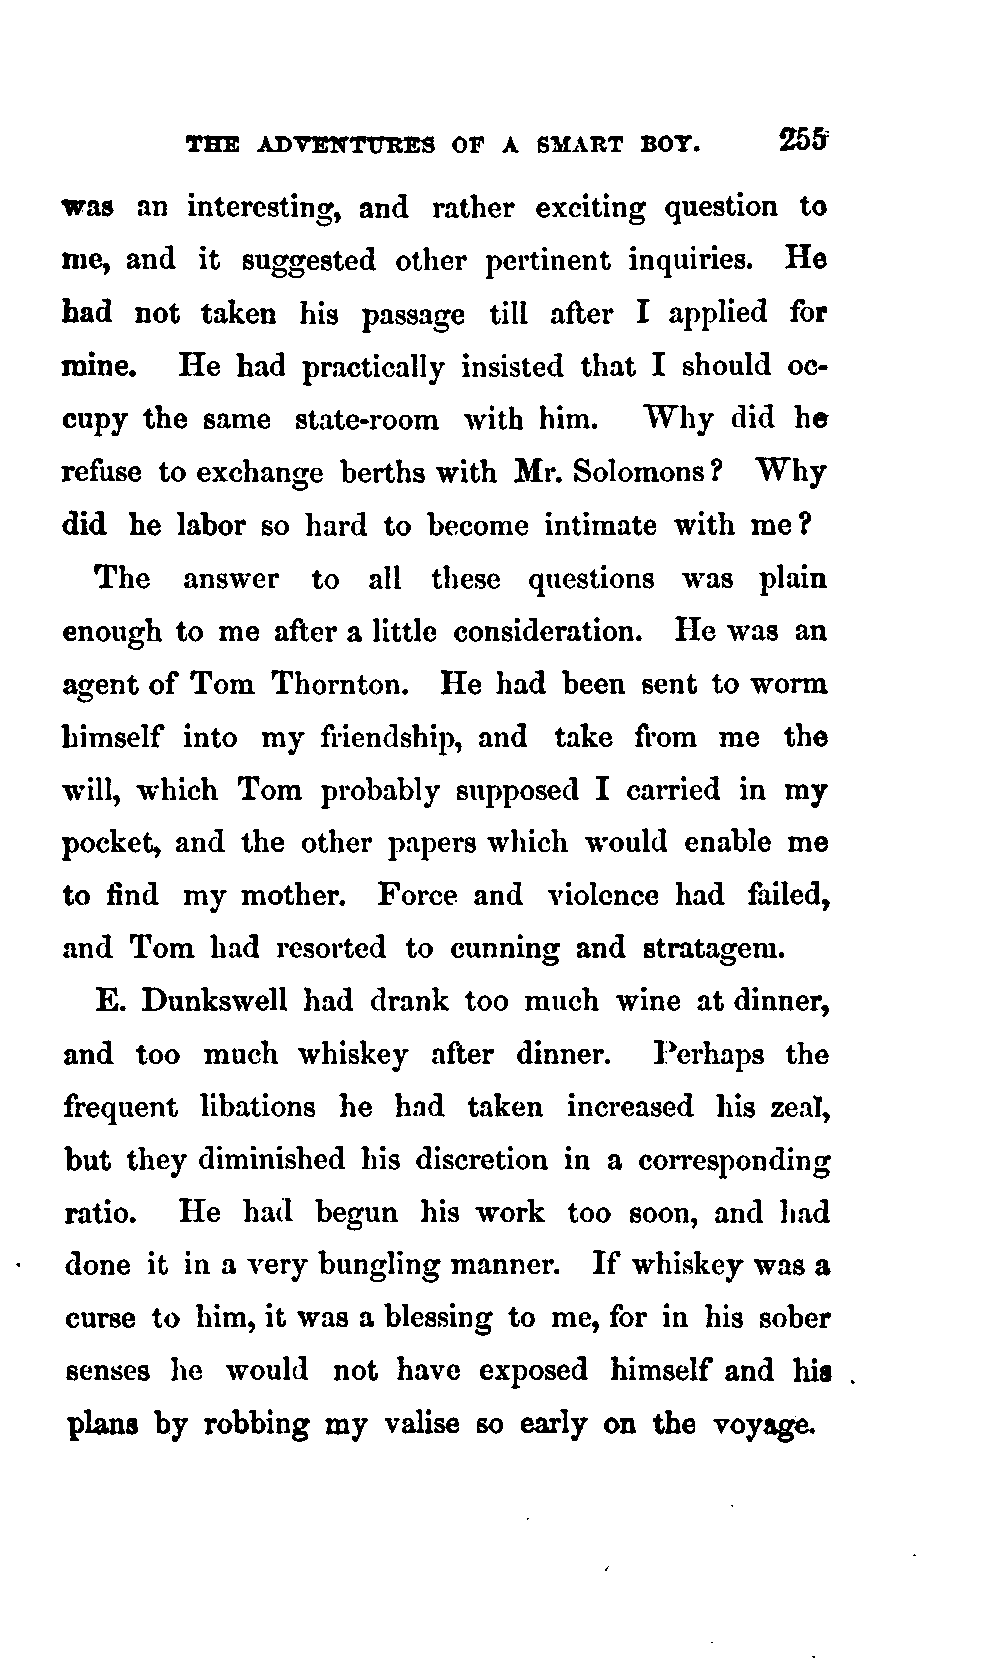 THE ADVENTURES OF A SMART BOY. 255
was an interesting, and rather exciting question to
me, and it suggested other pertinent inquiries. He
had not taken his passage till after I applied for
mine. He had practically insisted that I should oc-
cupy the same state-room with him. Why did he
refuse to exchange berths with Mr. Solomons? Why
did he labor so hard to become intimate with me?
The answer to all these questions was plain
enough to me after a little consideration. He was an
agent of Tom Thornton. He had been sent to worm
himself into my friendship, and take from me the
will, which Tom probably supposed I carried in my
pocket, and the other papers which would enable me
to find my mother. Force and violence had failed,
and Tom had resorted to cunning and stratagem.
E. Dunkswell had drank too much wine at dinner,
and too much whiskey after dinner. Perhaps the
frequent libations he had taken increased his zeal,
but they diminished his discretion in a corresponding
ratio. He had begun his work too soon, and had
done it in a very bungling manner. If whiskey was a
curse to him, it was a blessing to me, for in his sober
senses he would not have exposed himself and his
plans by robbing my valise so early on the voyage.